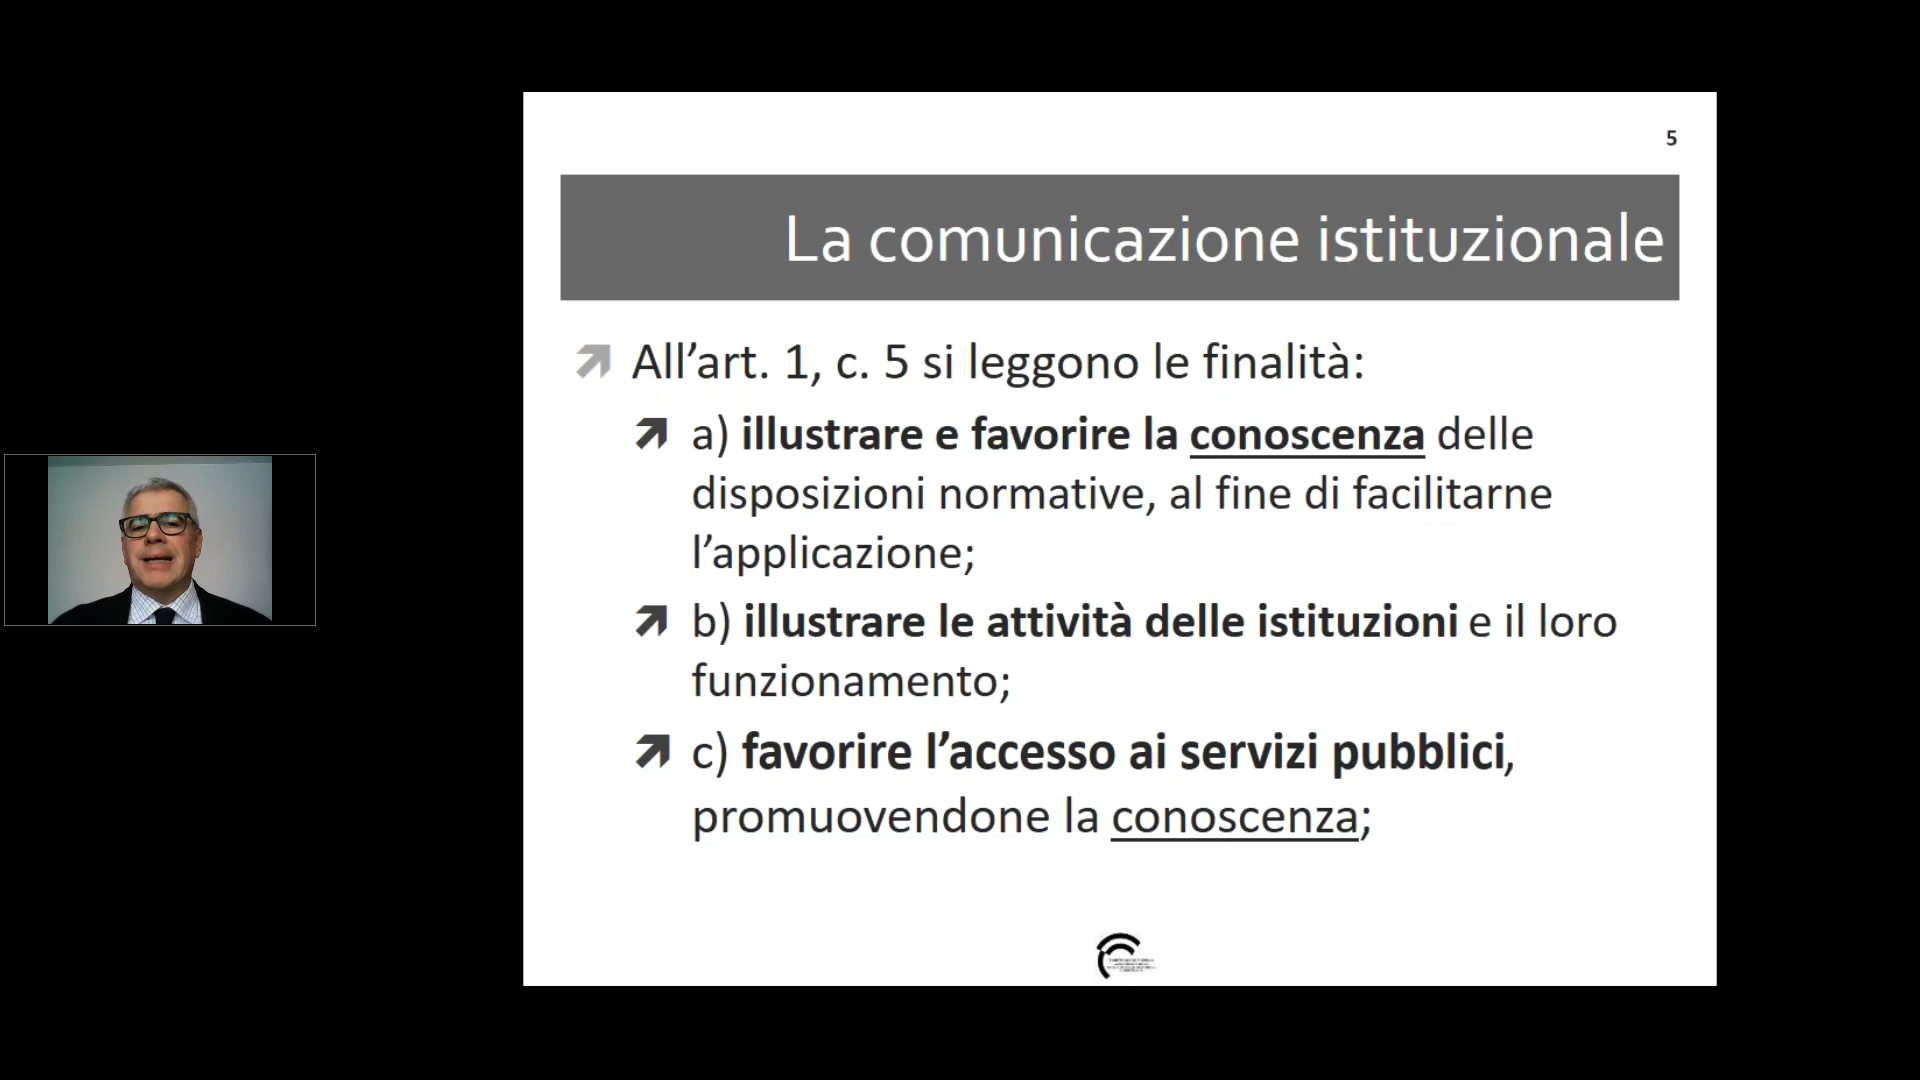 5
La comunicazione istituzionale
All’art. 1, c. 5 si leggono le finalità:
a) illustrare e favorire la conoscenza delle
disposizioni normative, al fine di facilitarne
l’applicazione;
b) illustrare le attività delle istituzioni e il loro
funzionamento;
c) favorire l’accesso ai servizi pubblici,
promuovendone la conoscenza;